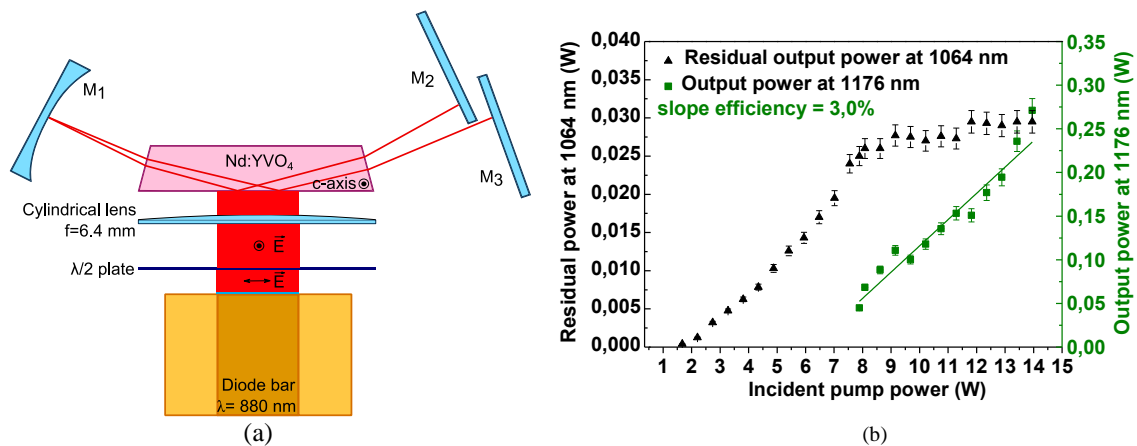 M1
M2
M3
Nd:YVO4
c-axis
Cylindrical lens
f=6.4 mm
E
λ/2 plate
E
Diode bar
λ= 880 nm
(a)
Residual power at 1064 nm (W)
0,040
0,035
0,030
0,025
0,020
0,015
0,010
0,005
0,000
Residual output power at 1064 nm
Output power at 1176 nm
slope efficiency = 3,0%
0,35
0,30
0,25
0,20
0,15
0,10
0,05
0,00
Output power at 1176 nm (W)
1 2 3 4 5 6 7 8 9 10 11 12 13 14 15
Incident pump power (W)
(b)